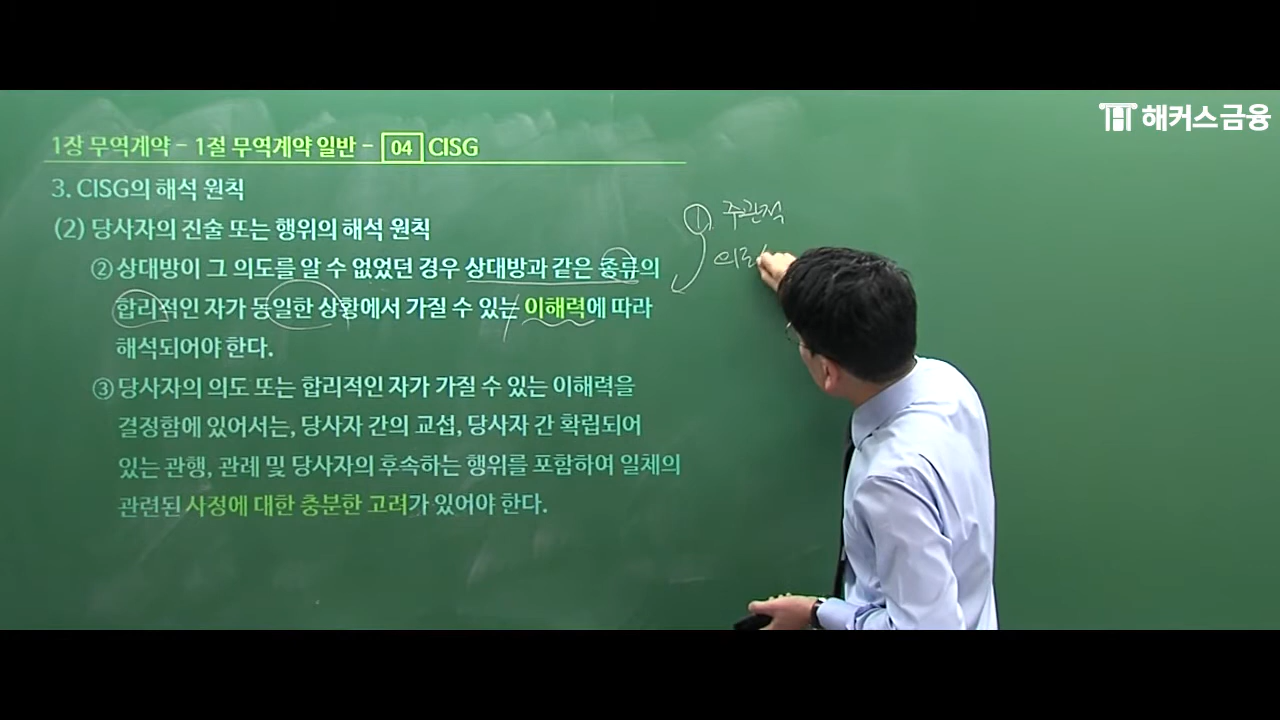 해커스금융
1장 무역계약 - 1절 무역계약 일반 - 04 CISG
3. CISG의 해석 원칙
(2) 당사자의 진술 또는 행위의 해석 원칙
② 상대방이 그 의도를 알 수 없었던 경우 상대방과 같은 종류의
합리적인 자가 동일한 상황에서 가질 수 있는 이해력에 따라
해석되어야 한다.
③ 당사자의 의도 또는 합리적인 자가 가질 수 있는 이해력을
결정함에 있어서는, 당사자 간의 교섭, 당사자 간 확립되어
있는 관행, 관례 및 당사자의 후속하는 행위를 포함하여 일체의
관련된 사정에 대한 충분한 고려가 있어야 한다.
① 주관적